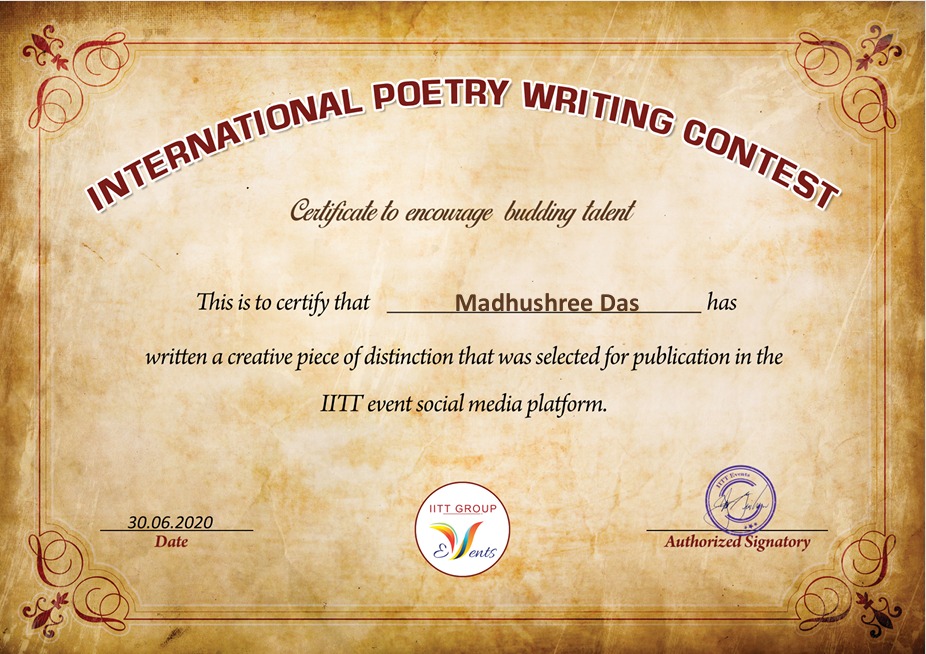 INTERNATIONAL POETRY WRITING CONTEST
Certificate to encourage budding talent
This is to certify that Madhushree Das has
written a creative piece of distinction that was selected for publication in the
IITT event social media platform.
30.06.2020
Date
IITT GROUP
EVents
IITT-Events
Authorized Signatory